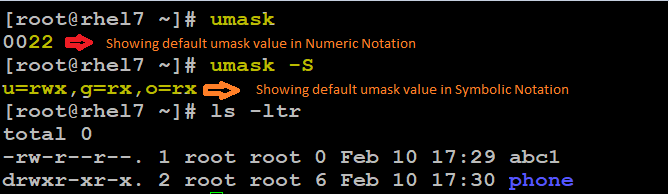 [root@rhel7 ~]# umask
0022 Showing default umask value in Numeric Notation
[root@rhel7 ~]# umask -S
u=rwx,g=rx,o=rx Showing default umask value in Symbolic Notation
[root@rhel7 ~]# ls -ltr
total 0
-rw-r--r--. 1 root root 0 Feb 10 17:29 abc1
drwxr-xr-x. 2 root root 6 Feb 10 17:30 phone